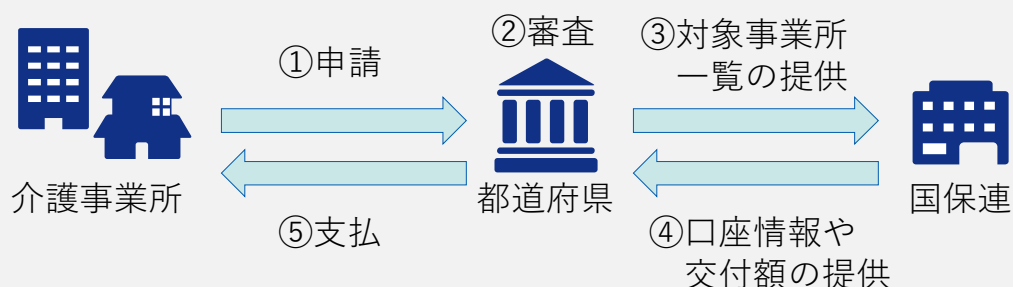 ①申請
②審査
③対象事業所
一覧の提供
介護事業所
都道府県
国保連
⑤支払
④口座情報や
交付額の提供